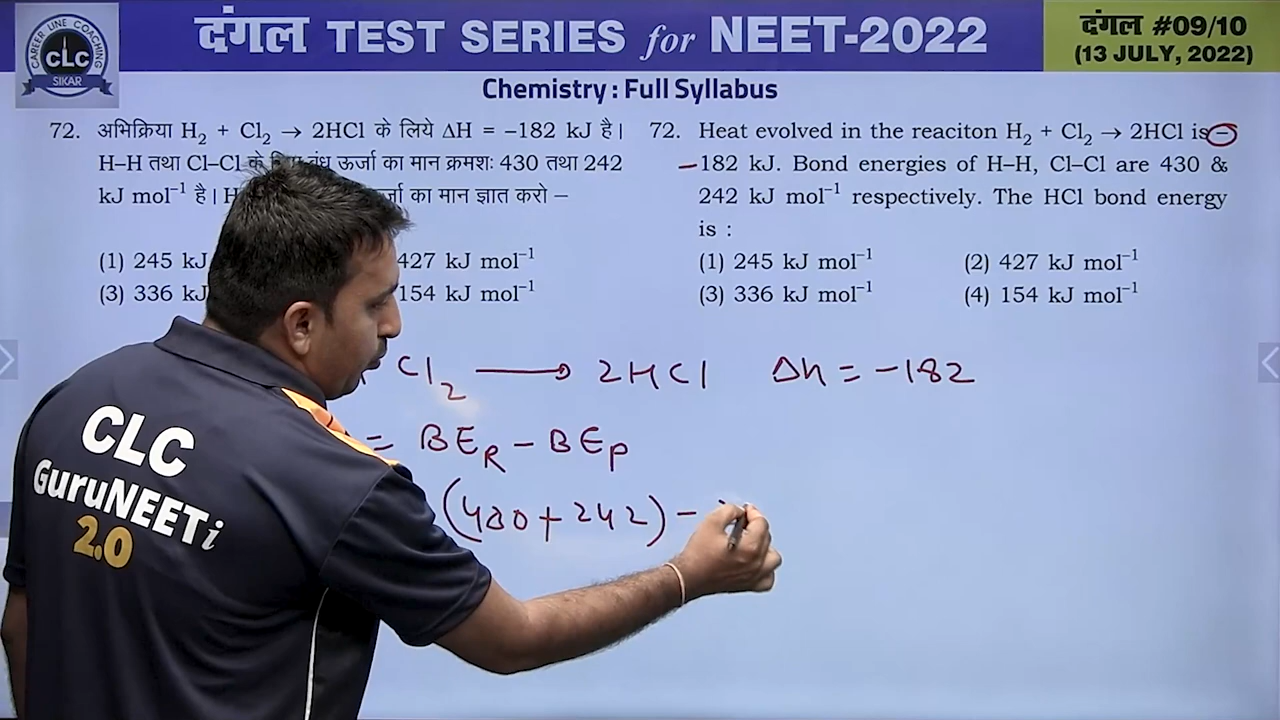 CAREER LINE COACHING
CLC
SIKAR
दंगल TEST SERIES for NEET-2022
दंगल #09/10
(13 JULY, 2022)
Chemistry : Full Syllabus
72. अभिक्रिया H₂ + Cl₂ → 2HCl के लिये ΔH = –182 kJ है।
H–H तथा Cl–Cl के बंध ऊर्जा का मान क्रमशः 430 तथा 242
kJ mol⁻¹ है। का मान ज्ञात करो –
(1) 245 kJ 427 kJ mol⁻¹
(3) 336 kJ 154 kJ mol⁻¹
72. Heat evolved in the reaciton H₂ + Cl₂ → 2HCl is –
–182 kJ. Bond energies of H–H, Cl–Cl are 430 &
242 kJ mol⁻¹ respectively. The HCl bond energy
is :
(1) 245 kJ mol⁻¹ (2) 427 kJ mol⁻¹
(3) 336 kJ mol⁻¹ (4) 154 kJ mol⁻¹
Cl₂ → 2HCl Δh = -182
= BE_R - BE_P
(430 + 242) -
CLC
GuruNEETi
2.0